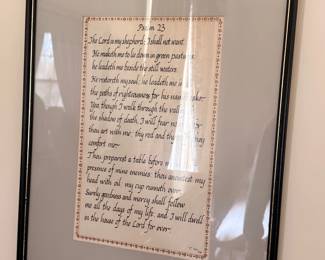 Psalm 23
The Lord is my shepherd; I shall not want.
He maketh me to lie down in green pastures:
he leadeth me beside the still waters.
He restoreth my soul: he leadeth me in
the paths of righteousness for his name's sake.
Yea, though I walk through the valley of
the shadow of death, I will fear no evil: for
thou art with me; thy rod and thy staff they
comfort me.
Thou preparest a table before me in the
presence of mine enemies: thou anointest my
head with oil; my cup runneth over.
Surely goodness and mercy shall follow
me all the days of my life: and I will dwell
in the house of the Lord for ever.